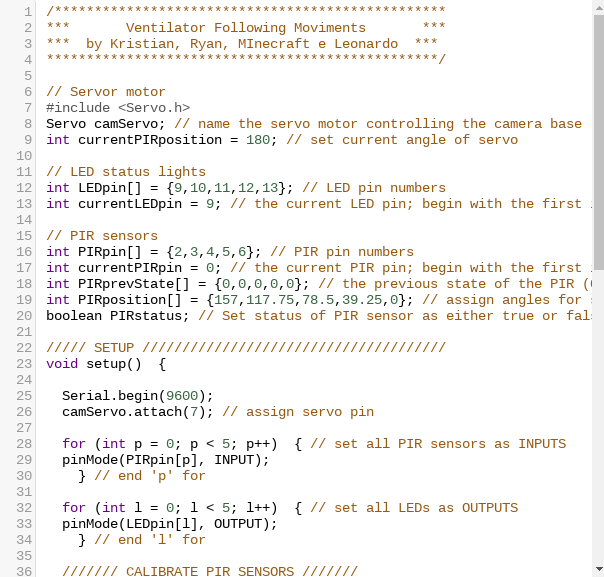 1 /*************************************************
2 ***       Ventilator Following Moviments       ***
3 ***  by Kristian, Ryan, MInecraft e Leonardo  ***
4 *************************************************/
5
6 // Servor motor
7 #include <Servo.h>
8 Servo camServo; // name the servo motor controlling the camera base
9 int currentPIRposition = 180; // set current angle of servo
10
11 // LED status lights
12 int LEDpin[] = {9,10,11,12,13}; // LED pin numbers
13 int currentLEDpin = 9; // the current LED pin; begin with the first
14
15 // PIR sensors
16 int PIRpin[] = {2,3,4,5,6}; // PIR pin numbers
17 int currentPIRpin = 0; // the current PIR pin; begin with the first
18 int PIRprevState[] = {0,0,0,0,0}; // the previous state of the PIR (
19 int PIRposition[] = {157,117.75,78.5,39.25,0}; // assign angles for
20 boolean PIRstatus; // Set status of PIR sensor as either true or fal
21
22 ///// SETUP //////////////////////////////////////
23 void setup()  {
24
25   Serial.begin(9600);
26   camServo.attach(7); // assign servo pin
27
28   for (int p = 0; p < 5; p++)  { // set all PIR sensors as INPUTS
29   pinMode(PIRpin[p], INPUT);
30     } // end 'p' for
31
32   for (int l = 0; l < 5; l++)  { // set all LEDs as OUTPUTS
33   pinMode(LEDpin[l], OUTPUT);
34     } // end 'l' for
35
36   /////// CALIBRATE PIR SENSORS ///////